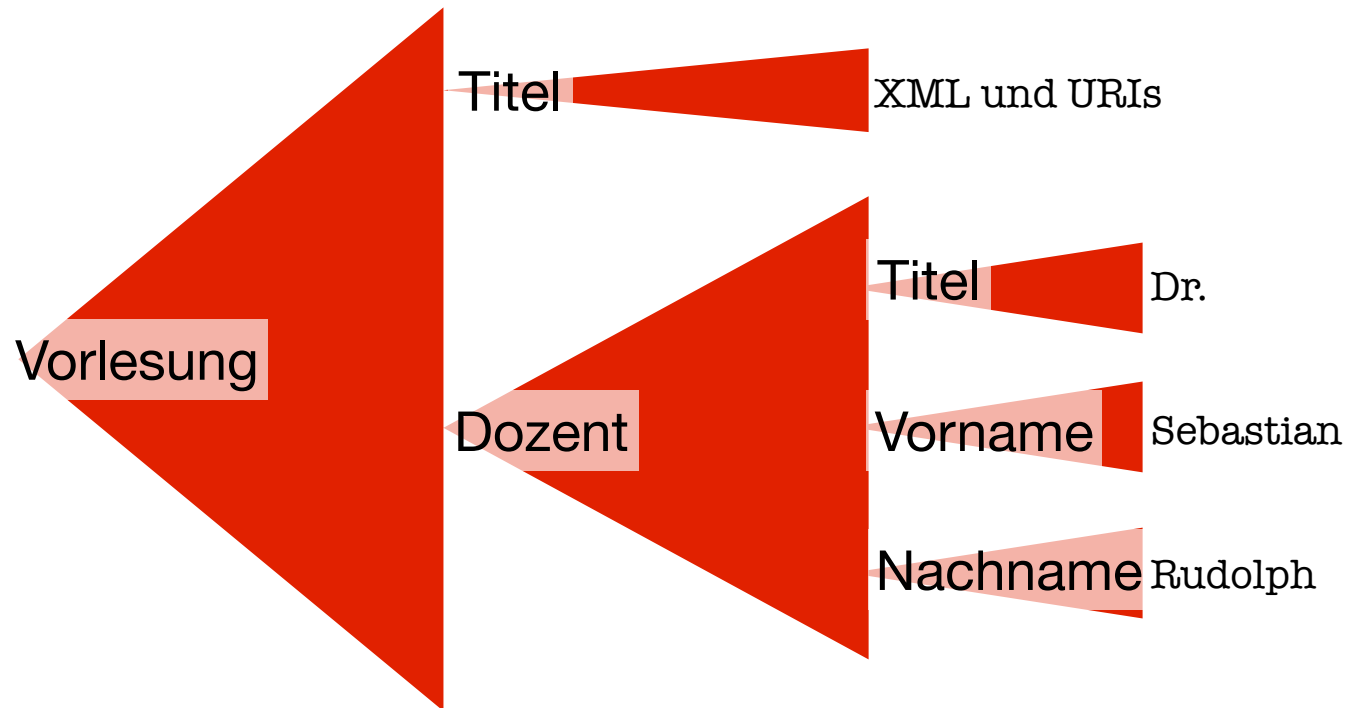 Titel XML und URIs
Titel Dr.
Vorlesung
Dozent Vorname Sebastian
Nachname Rudolph